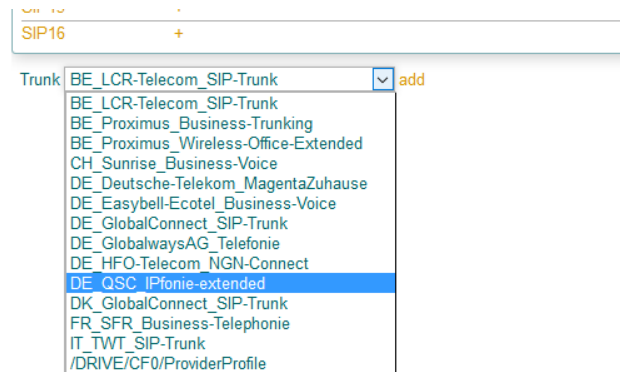 SIP16 +
Trunk BE_LCR-Telecom_SIP-Trunk add
BE_LCR-Telecom_SIP-Trunk
BE_Proximus_Business-Trunking
BE_Proximus_Wireless-Office-Extended
CH_Sunrise_Business-Voice
DE_Deutsche-Telekom_MagentaZuhause
DE_Easybell-Ecotel_Business-Voice
DE_GlobalConnect_SIP-Trunk
DE_GlobalwaysAG_Telefonie
DE_HFO-Telecom_NGN-Connect
DE_QSC_IPfonie-extended
DK_GlobalConnect_SIP-Trunk
FR_SFR_Business-Telephonie
IT_TWT_SIP-Trunk
/DRIVE/CF0/ProviderProfile